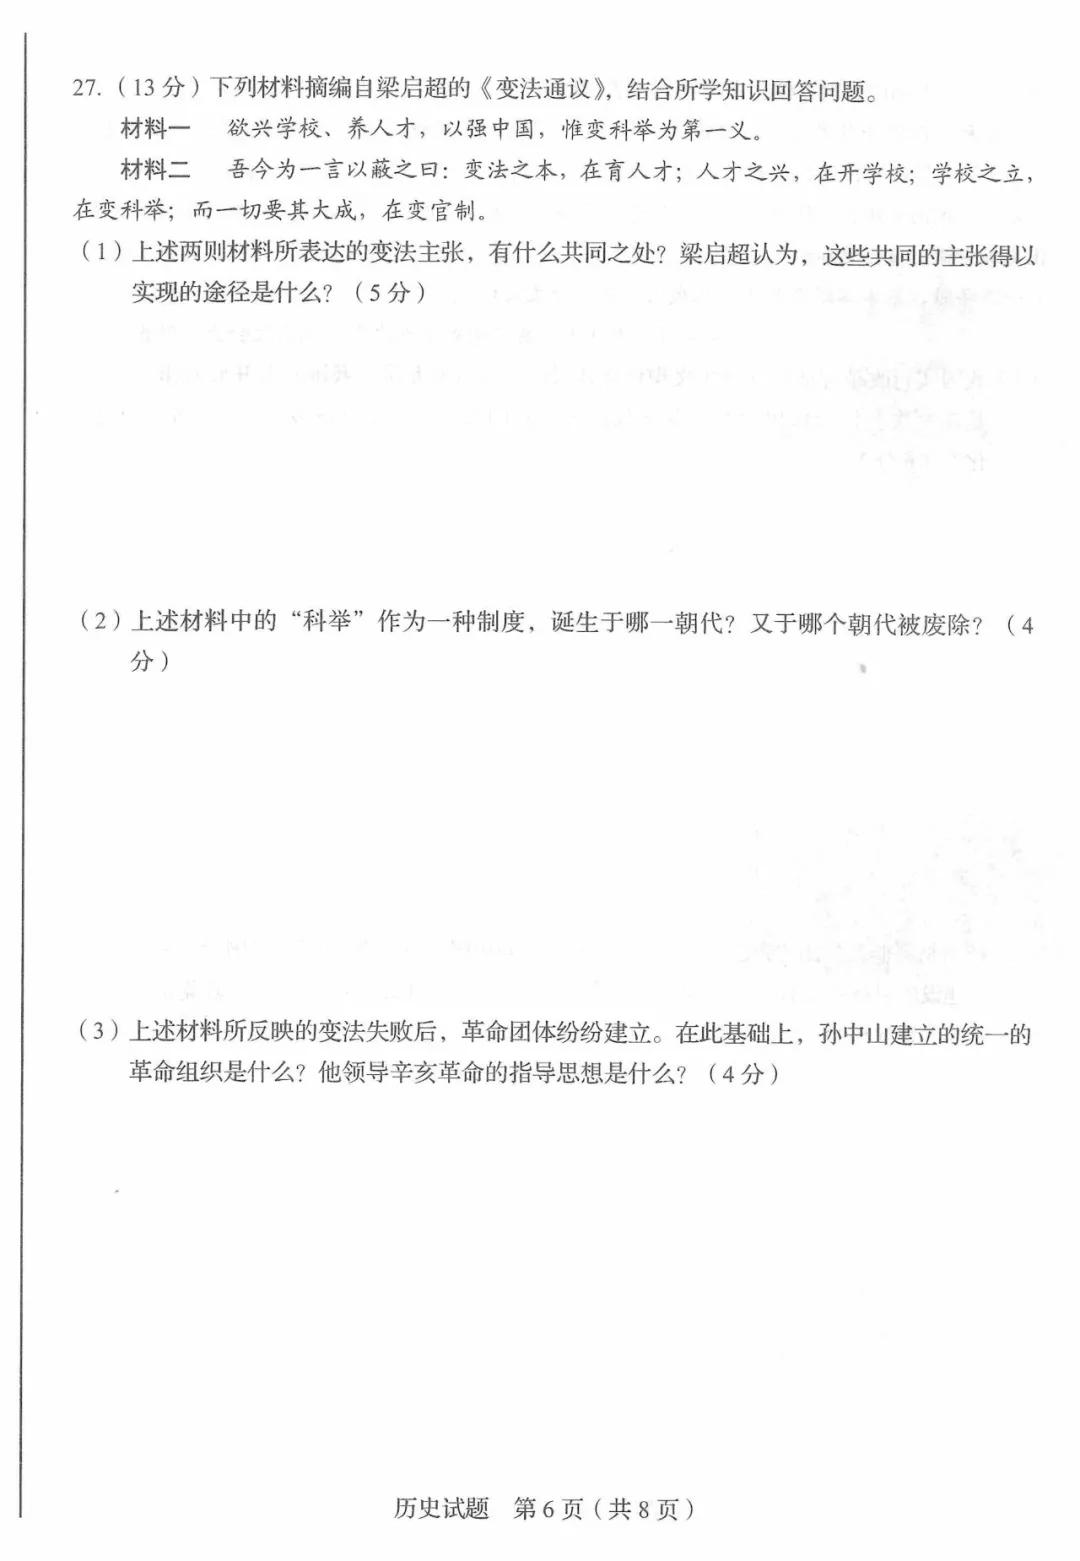 27.（13 分）下列材料摘编自梁启超的《变法通议》，结合所学知识回答问题。
材料一　欲兴学校、养人才，以强中国，惟变科举为第一义。
材料二　吾今为一言以蔽之曰：变法之本，在育人才；人才之兴，在开学校；学校之立，
在变科举；而一切要其大成，在变官制。
（1）上述两则材料所表达的变法主张，有什么共同之处？梁启超认为，这些共同的主张得以
实现的途径是什么？（5 分）
（2）上述材料中的“科举”作为一种制度，诞生于哪一朝代？又于哪个朝代被废除？（4
分）
（3）上述材料所反映的变法失败后，革命团体纷纷建立。在此基础上，孙中山建立的统一的
革命组织是什么？他领导辛亥革命的指导思想是什么？（4 分）
历史试题　第 6 页（共 8 页）